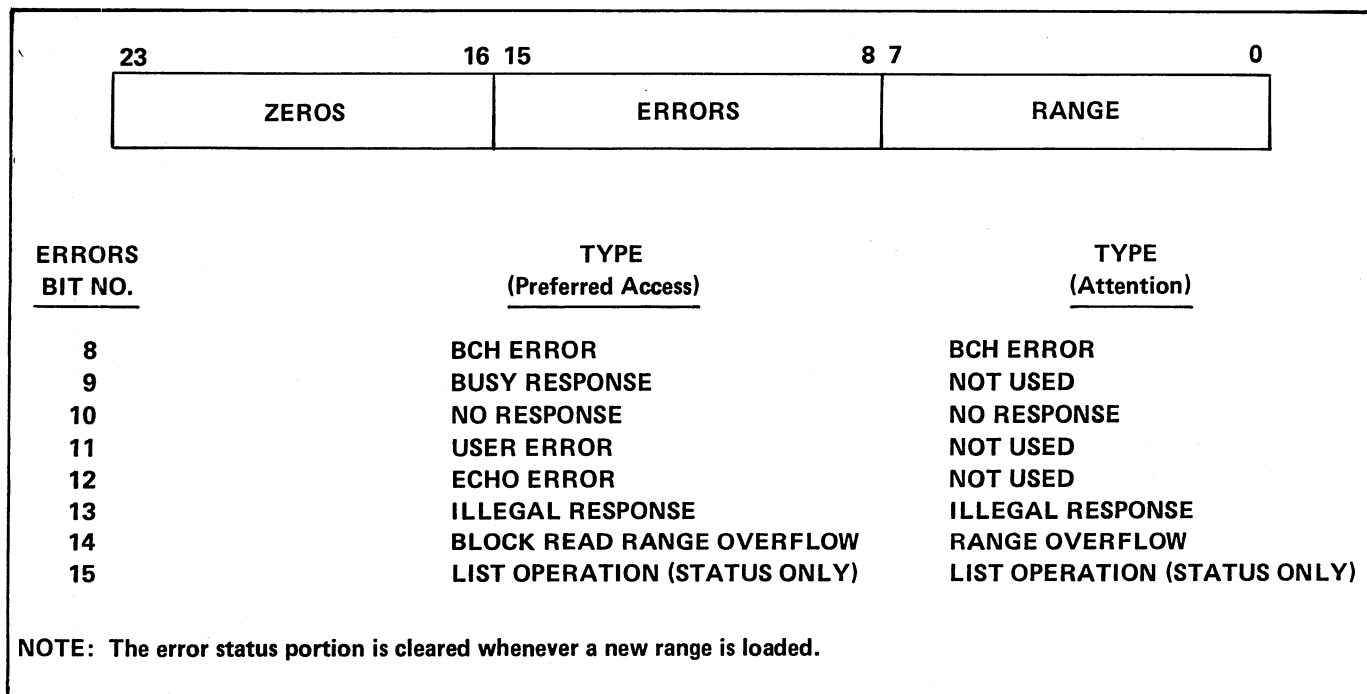 23 16 15 8 7 0
ZEROS ERRORS RANGE
ERRORS TYPE TYPE
BIT NO. (Preferred Access) (Attention)
8 BCH ERROR BCH ERROR
9 BUSY RESPONSE NOT USED
10 NO RESPONSE NO RESPONSE
11 USER ERROR NOT USED
12 ECHO ERROR NOT USED
13 ILLEGAL RESPONSE ILLEGAL RESPONSE
14 BLOCK READ RANGE OVERFLOW RANGE OVERFLOW
15 LIST OPERATION (STATUS ONLY) LIST OPERATION (STATUS ONLY)
NOTE: The error status portion is cleared whenever a new range is loaded.